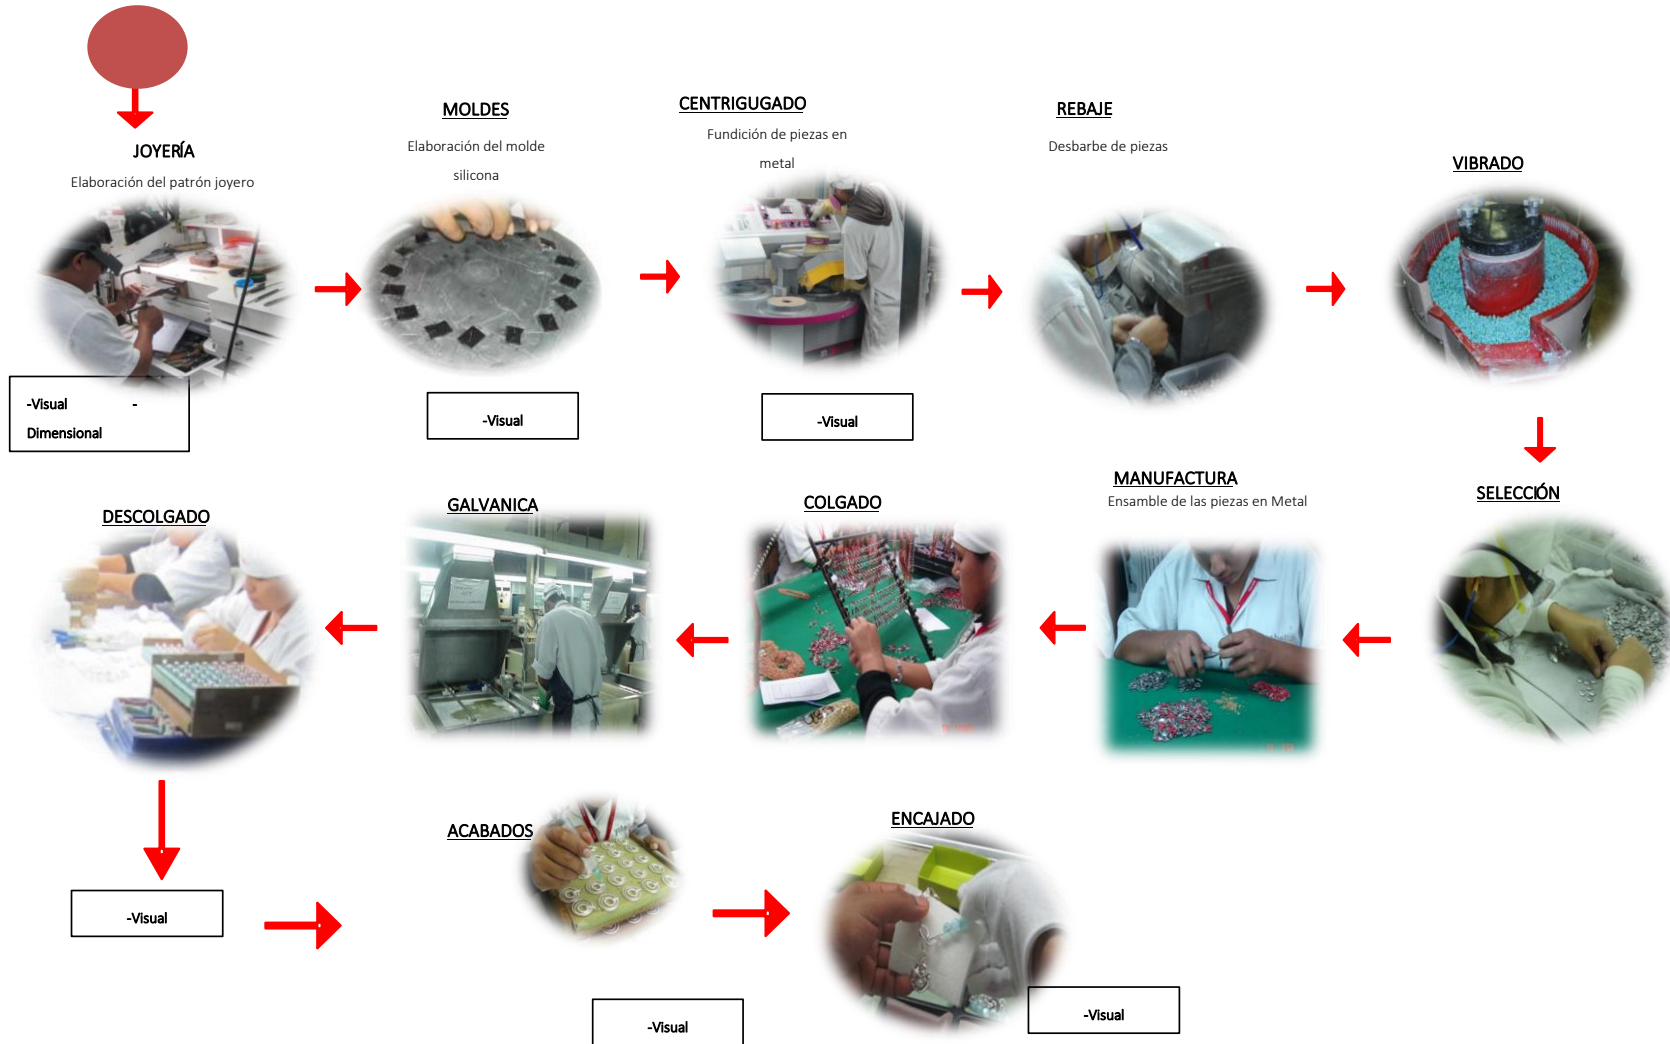 JOYERÍA
Elaboración del patrón joyero
-Visual -
Dimensional
MOLDES
Elaboración del molde
silicona
-Visual
CENTRIGUGADO
Fundición de piezas en
metal
-Visual
REBAJE
Desbarbe de piezas
VIBRADO
SELECCIÓN
MANUFACTURA
Ensamble de las piezas en Metal
COLGADO
GALVANICA
DESCOLGADO
-Visual
ACABADOS
-Visual
ENCAJADO
-Visual